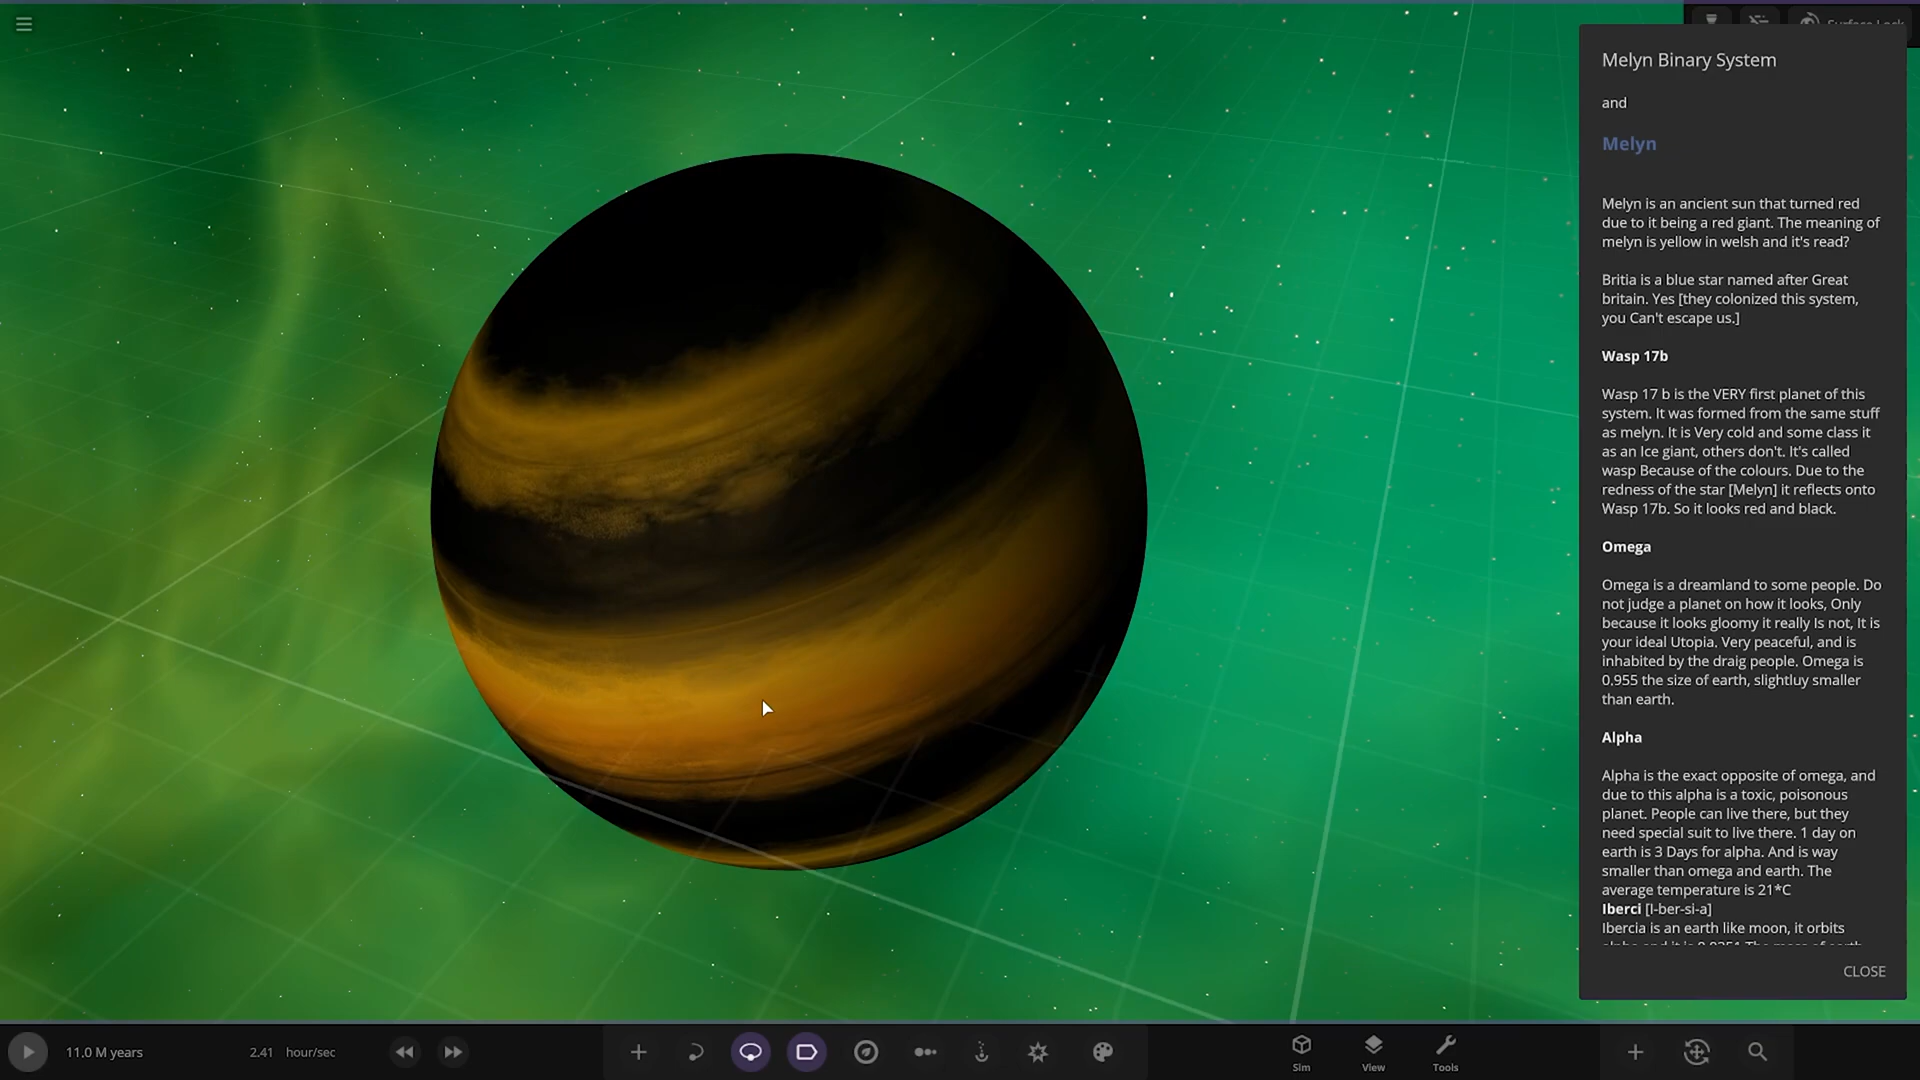 Surface Lock
Melyn Binary System
and
Melyn
Melyn is an ancient sun that turned red
due to it being a red giant. The meaning of
melyn is yellow in welsh and it's read?
Britia is a blue star named after Great
britain. Yes [they colonized this system,
you Can't escape us.]
Wasp 17b
Wasp 17 b is the VERY first planet of this
system. It was formed from the same stuff
as melyn. It is Very cold and some class it
as an Ice giant, others don't. It's called
wasp Because of the colours. Due to the
redness of the star [Melyn] it reflects onto
Wasp 17b. So it looks red and black.
Omega
Omega is a dreamland to some people. Do
not judge a planet on how it looks, Only
because it looks gloomy it really Is not, It is
your ideal Utopia. Very peaceful, and is
inhabited by the draig people. Omega is
0.955 the size of earth, slightluy smaller
than earth.
Alpha
Alpha is the exact opposite of omega, and
due to this alpha is a toxic, poisonous
planet. People can live there, but they
need special suit to live there. 1 day on
earth is 3 Days for alpha. And is way
smaller than omega and earth. The
average temperature is 21*C
Iberci [I-ber-si-a]
Ibercia is an earth like moon, it orbits
CLOSE
11.0 M years
2.41 hour/sec
Sim
View
Tools